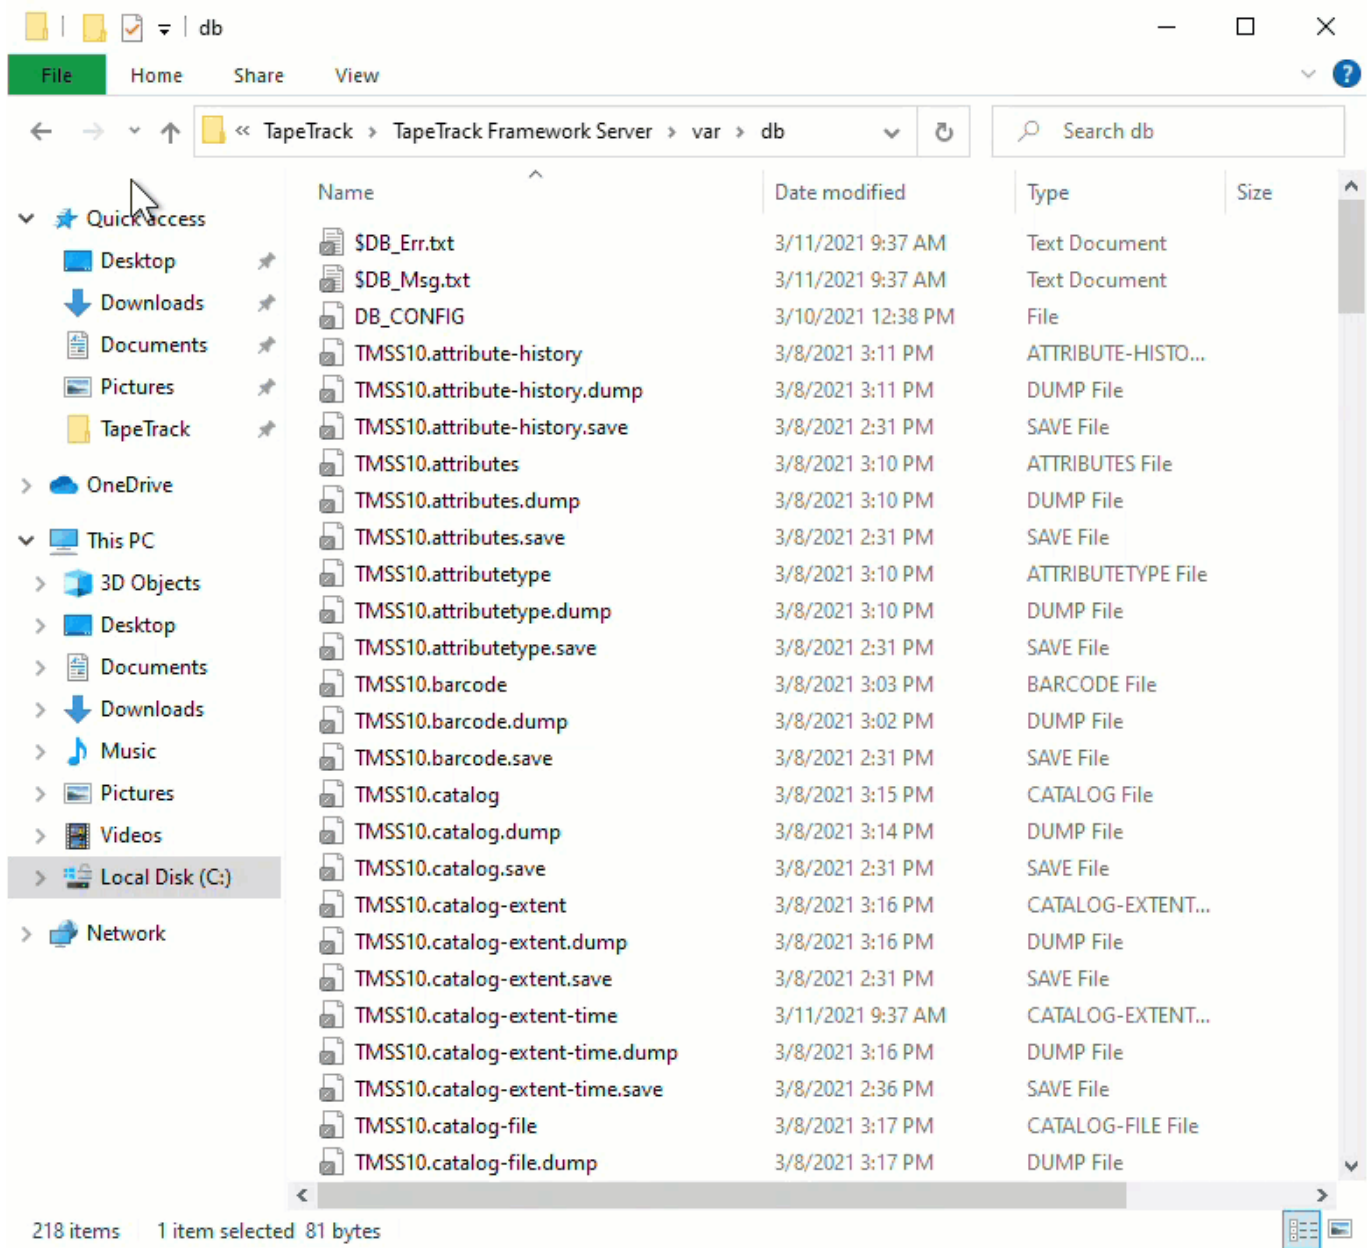 db
File Home Share View
« TapeTrack > TapeTrack Framework Server > var > db
Search db
Quick access
Desktop
Downloads
Documents
Pictures
TapeTrack
OneDrive
This PC
3D Objects
Desktop
Documents
Downloads
Music
Pictures
Videos
Local Disk (C:)
Network
Name Date modified Type Size
$DB_Err.txt 3/11/2021 9:37 AM Text Document
$DB_Msg.txt 3/11/2021 9:37 AM Text Document
DB_CONFIG 3/10/2021 12:38 PM File
TMSS10.attribute-history 3/8/2021 3:11 PM ATTRIBUTE-HISTO...
TMSS10.attribute-history.dump 3/8/2021 3:11 PM DUMP File
TMSS10.attribute-history.save 3/8/2021 2:31 PM SAVE File
TMSS10.attributes 3/8/2021 3:10 PM ATTRIBUTES File
TMSS10.attributes.dump 3/8/2021 3:10 PM DUMP File
TMSS10.attributes.save 3/8/2021 2:31 PM SAVE File
TMSS10.attributetype 3/8/2021 3:10 PM ATTRIBUTETYPE File
TMSS10.attributetype.dump 3/8/2021 3:10 PM DUMP File
TMSS10.attributetype.save 3/8/2021 2:31 PM SAVE File
TMSS10.barcode 3/8/2021 3:03 PM BARCODE File
TMSS10.barcode.dump 3/8/2021 3:02 PM DUMP File
TMSS10.barcode.save 3/8/2021 2:31 PM SAVE File
TMSS10.catalog 3/8/2021 3:15 PM CATALOG File
TMSS10.catalog.dump 3/8/2021 3:14 PM DUMP File
TMSS10.catalog.save 3/8/2021 2:31 PM SAVE File
TMSS10.catalog-extent 3/8/2021 3:16 PM CATALOG-EXTENT...
TMSS10.catalog-extent.dump 3/8/2021 3:16 PM DUMP File
TMSS10.catalog-extent.save 3/8/2021 2:31 PM SAVE File
TMSS10.catalog-extent-time 3/11/2021 9:37 AM CATALOG-EXTENT...
TMSS10.catalog-extent-time.dump 3/8/2021 3:16 PM DUMP File
TMSS10.catalog-extent-time.save 3/8/2021 2:36 PM SAVE File
TMSS10.catalog-file 3/8/2021 3:17 PM CATALOG-FILE File
TMSS10.catalog-file.dump 3/8/2021 3:17 PM DUMP File
218 items 1 item selected 81 bytes